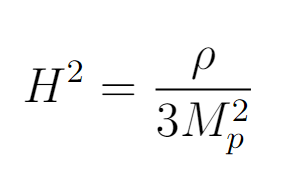 $H^2 = \frac{\rho}{3M_p^2}$